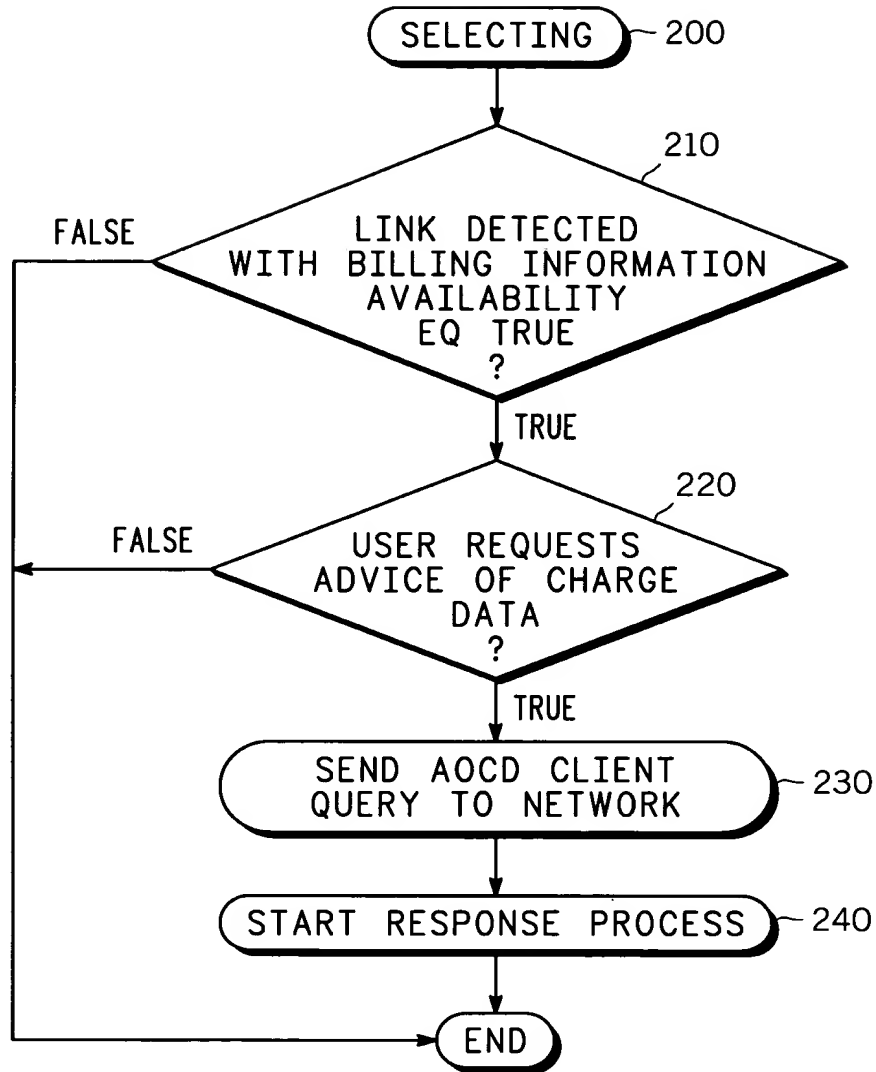 SELECTING
200
210
FALSE
LINK DETECTED
WITH BILLING INFORMATION
AVAILABILITY
EQ TRUE
?
TRUE
220
FALSE
USER REQUESTS
ADVICE OF CHARGE
DATA
?
TRUE
SEND AOCD CLIENT
QUERY TO NETWORK
230
START RESPONSE PROCESS
240
END